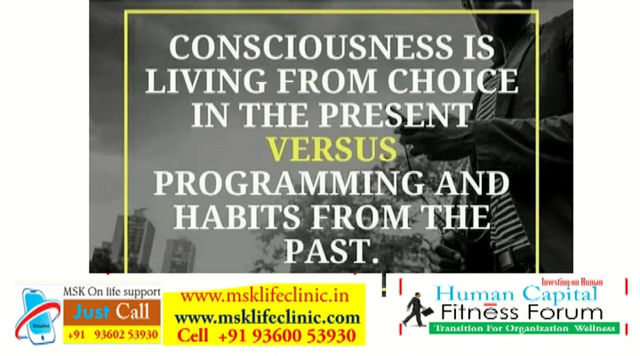 CONSCIOUSNESS IS
LIVING FROM CHOICE
IN THE PRESENT
VERSUS
PROGRAMMING AND
HABITS FROM THE
PAST.
MSK On life support
Just Call
+91 93602 53930
www.msklifeclinic.in
www.msklifeclinic.com
Cell +91 93600 53930
Investing on Human
Human Capital
Fitness Forum
Transition For Organization Wellness